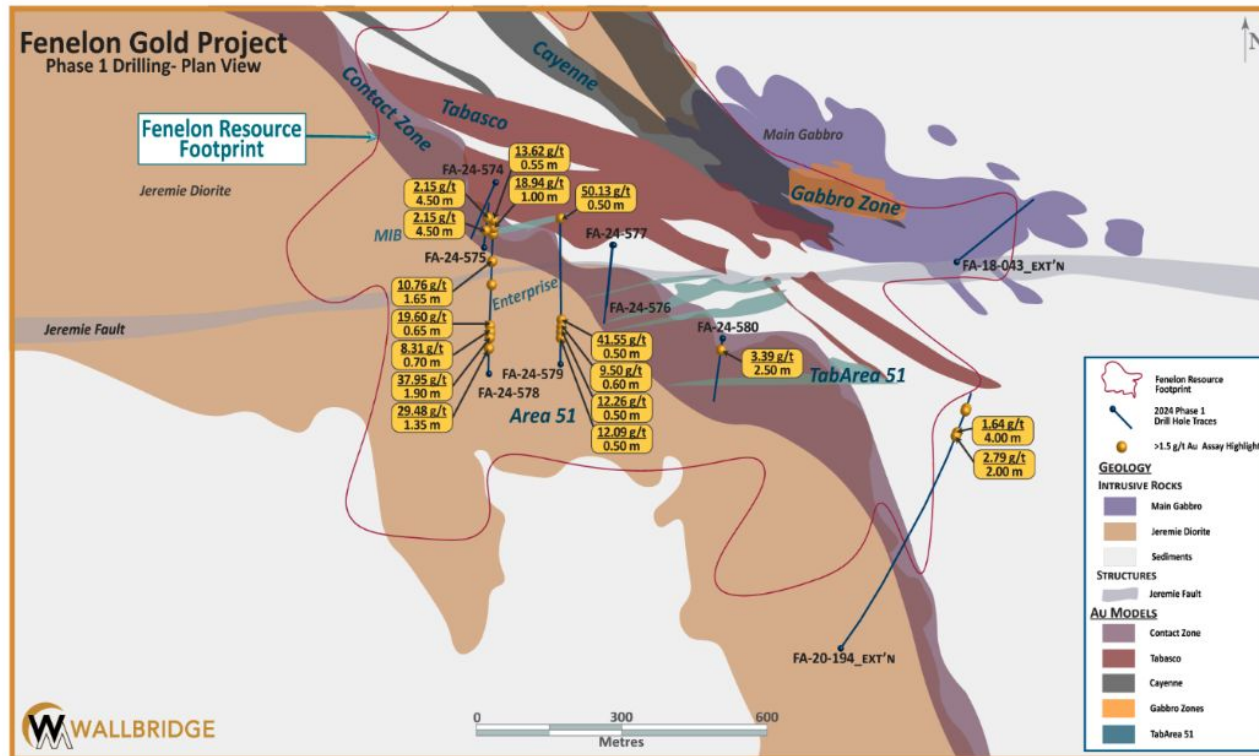 Fenelon Gold Project
Phase 1 Drilling- Plan View
N
Cayenne
Contact Zone
Tabasco
Fenelon Resource
Footprint
Main Gabbro
Jeremie Diorite
Gabbro Zone
13.62 g/t
0.55 m
FA-24-574
2.15 g/t
4.50 m
18.94 g/t
1.00 m
50.13 g/t
0.50 m
2.15 g/t
4.50 m
MIB
FA-24-577
FA-24-575
FA-18-043_EXT'N
10.76 g/t
1.65 m
Enterprise
FA-24-576
19.60 g/t
0.65 m
Jeremie Fault
FA-24-580
8.31 g/t
0.70 m
41.55 g/t
0.50 m
3.39 g/t
2.50 m
FA-24-579
9.50 g/t
0.60 m
TabArea 51
37.95 g/t
1.90 m
FA-24-578
12.26 g/t
0.50 m
29.48 g/t
1.35 m
Area 51
12.09 g/t
0.50 m
1.64 g/t
4.00 m
2.79 g/t
2.00 m
FA-20-194_EXT'N
Fenelon Resource
Footprint
2024 Phase 1
Drill Hole Traces
>1.5 g/t Au Assay Highlight
GEOLOGY
INTRUSIVE ROCKS
Main Gabbro
Jeremie Diorite
Sediments
STRUCTURES
Jeremie Fault
AU MODELS
Contact Zone
Tabasco
Cayenne
Gabbro Zones
TabArea 51
WALLBRIDGE
0 300 600
Metres